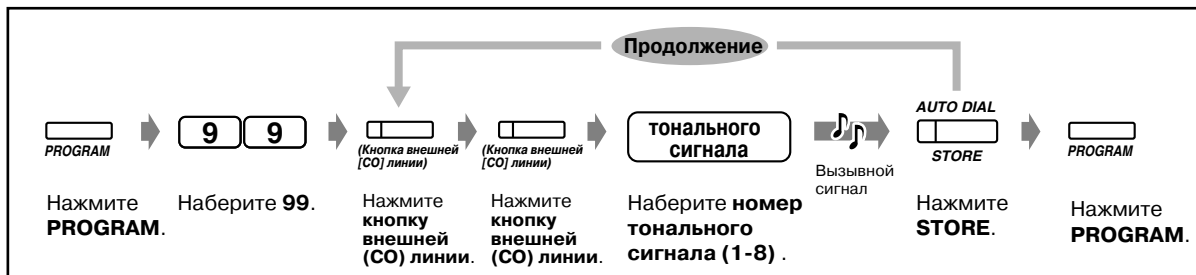 Продолжение
PROGRAM
9 9
(Кнопка внешней
[CO] линии)
(Кнопка внешней
[CO] линии)
тонального
сигнала
Вызывной
сигнал
AUTO DIAL
STORE
PROGRAM
Нажмите
PROGRAM.
Наберите 99.
Нажмите
кнопку
внешней
(CO) линии.
Нажмите
кнопку
внешней
(CO) линии.
Наберите номер
тонального
сигнала (1-8) .
Нажмите
STORE.
Нажмите
PROGRAM.